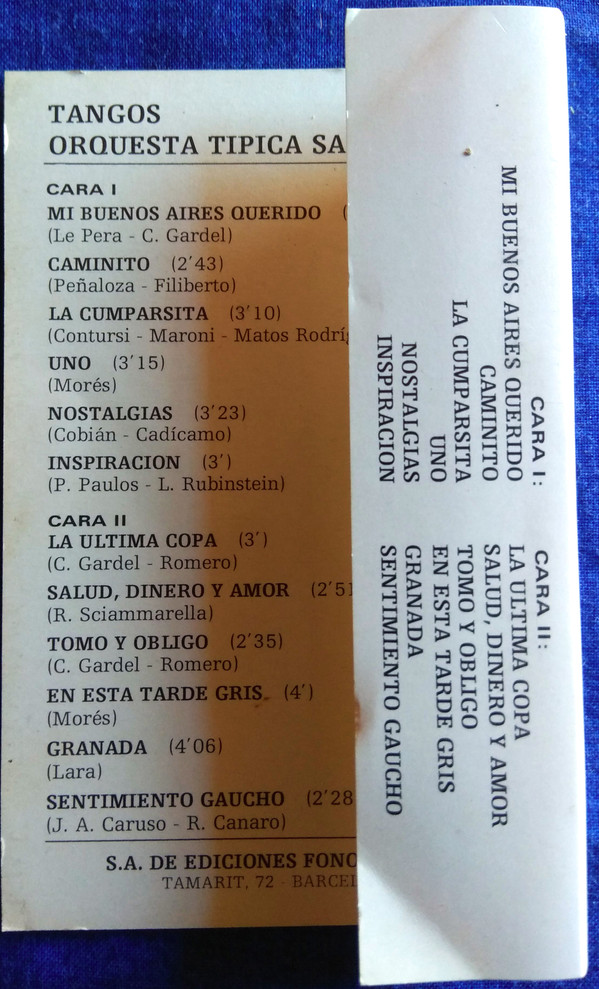 TANGOS
ORQUESTA TIPICA SA
CARA I
MI BUENOS AIRES QUERIDO (
(Le Pera - C. Gardel)
CAMINITO (2'43)
(Peñaloza - Filiberto)
LA CUMPARSITA (3'10)
(Contursi - Maroni - Matos Rodríg
UNO (3'15)
(Morés)
NOSTALGIAS (3'23)
(Cobián - Cadícamo)
INSPIRACION (3')
(P. Paulos - L. Rubinstein)
CARA II
LA ULTIMA COPA (3')
(C. Gardel - Romero)
SALUD, DINERO Y AMOR (2'51
(R. Sciammarella)
TOMO Y OBLIGO (2'35)
(C. Gardel - Romero)
EN ESTA TARDE GRIS (4')
(Morés)
GRANADA (4'06)
(Lara)
SENTIMIENTO GAUCHO (2'28
(J. A. Caruso - R. Canaro)
S.A. DE EDICIONES FONO
TAMARIT, 72 - BARCEL
CARA I:
MI BUENOS AIRES QUERIDO
CAMINITO
LA CUMPARSITA
UNO
NOSTALGIAS
INSPIRACION
CARA II:
LA ULTIMA COPA
SALUD, DINERO Y AMOR
TOMO Y OBLIGO
EN ESTA TARDE GRIS
GRANADA
SENTIMIENTO GAUCHO